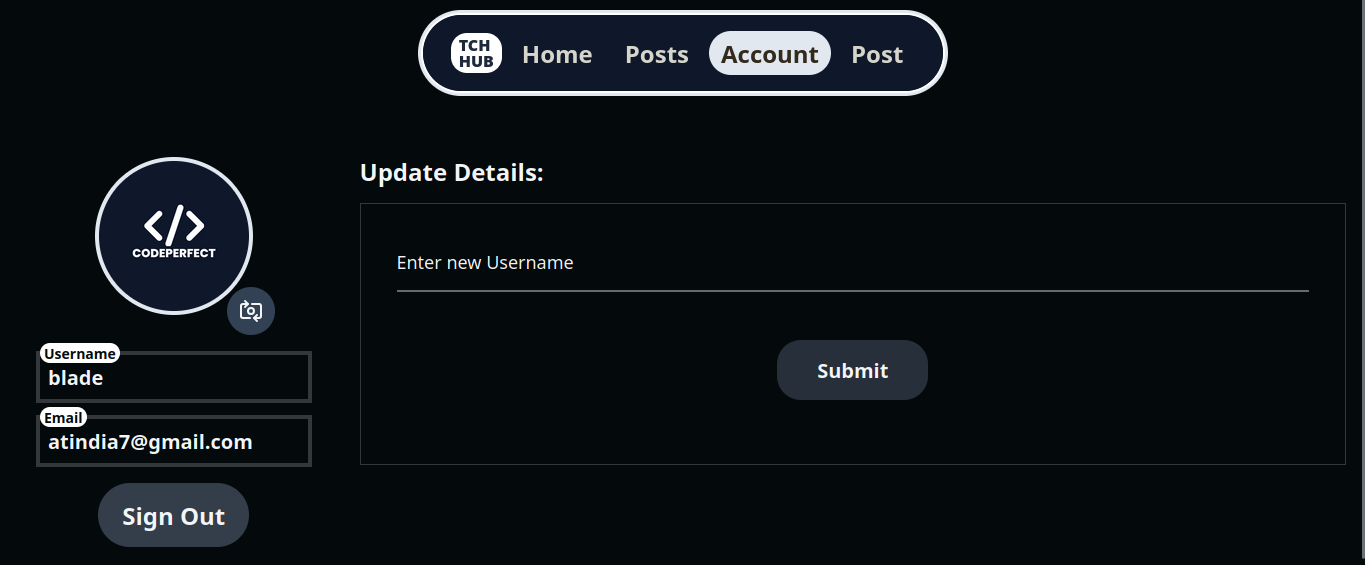 TCH
HUB
Home
Posts
Account
Post
CODEPERFECT
Username
blade
Email
atindia7@gmail.com
Sign Out
Update Details:
Enter new Username
Submit